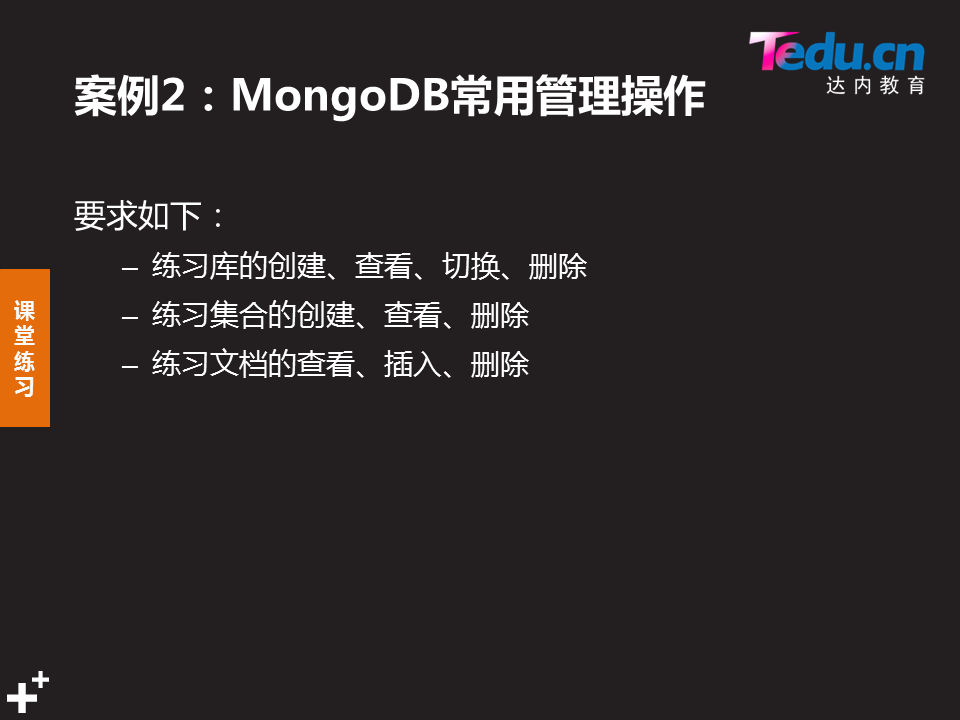 Tedu.cn
达内教育
案例2：MongoDB常用管理操作
要求如下：
– 练习库的创建、查看、切换、删除
– 练习集合的创建、查看、删除
– 练习文档的查看、插入、删除
课
堂
练
习